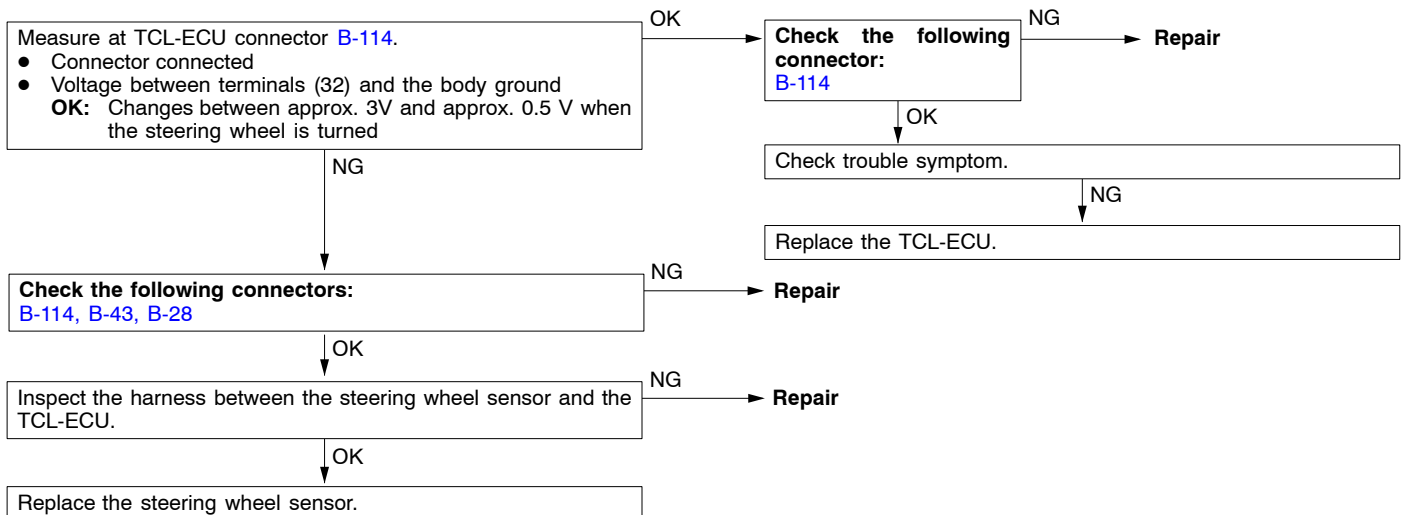 Measure at TCL-ECU connector B-114.
● Connector connected
● Voltage between terminals (32) and the body ground
OK: Changes between approx. 3V and approx. 0.5 V when
the steering wheel is turned
OK
Check the following
connector:
B-114
NG
Repair
OK
Check trouble symptom.
NG
Replace the TCL-ECU.
NG
Check the following connectors:
B-114, B-43, B-28
NG
Repair
OK
Inspect the harness between the steering wheel sensor and the
TCL-ECU.
NG
Repair
OK
Replace the steering wheel sensor.